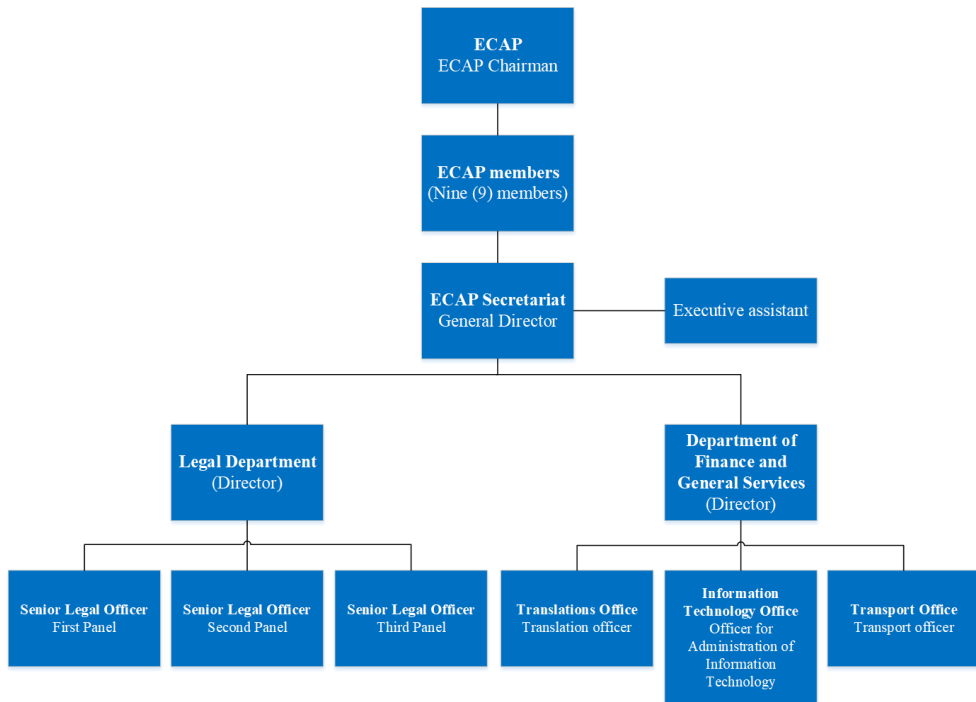 ECAP
ECAP Chairman
ECAP members
(Nine (9) members)
ECAP Secretariat
General Director
Executive assistant
Legal Department
(Director)
Department of
Finance and
General Services
(Director)
Senior Legal Officer
First Panel
Senior Legal Officer
Second Panel
Senior Legal Officer
Third Panel
Translations Office
Translation officer
Information
Technology Office
Officer for
Administration of
Information
Technology
Transport Office
Transport officer